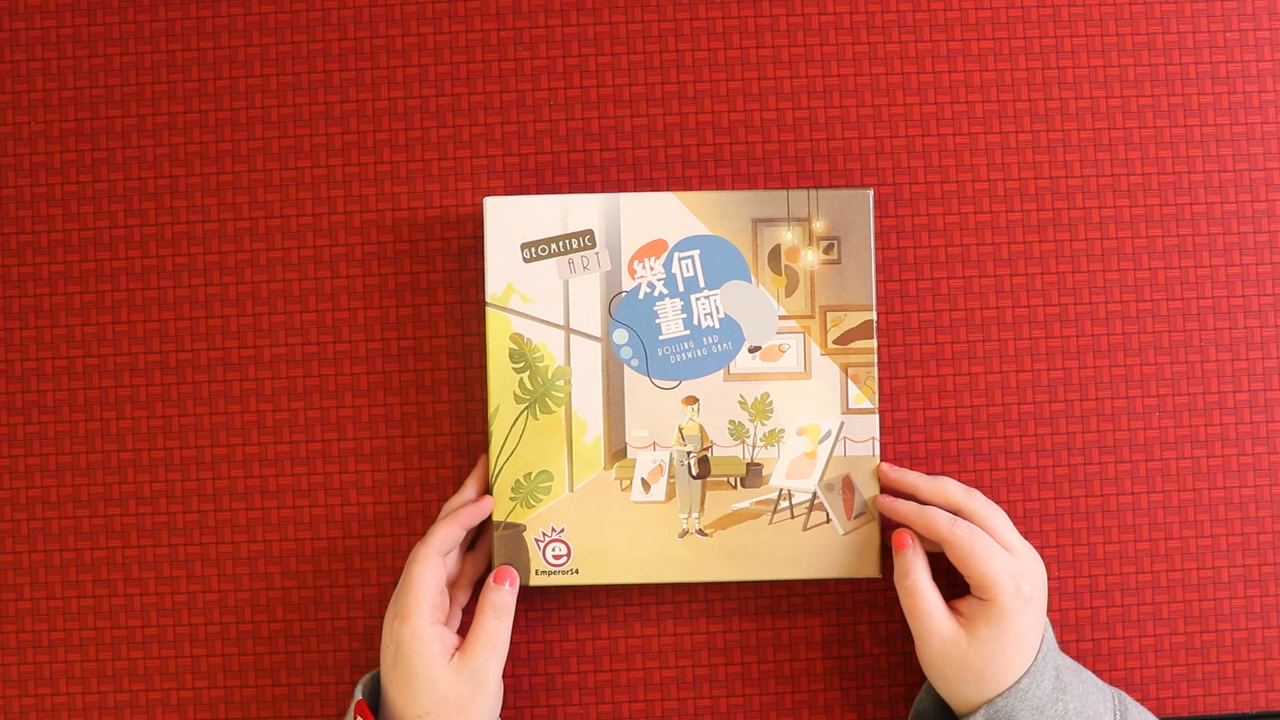 GEOMETRIC
ART
幾何
畫廊
ROLLING AND
DRAWING GAME
e
EmperorS4